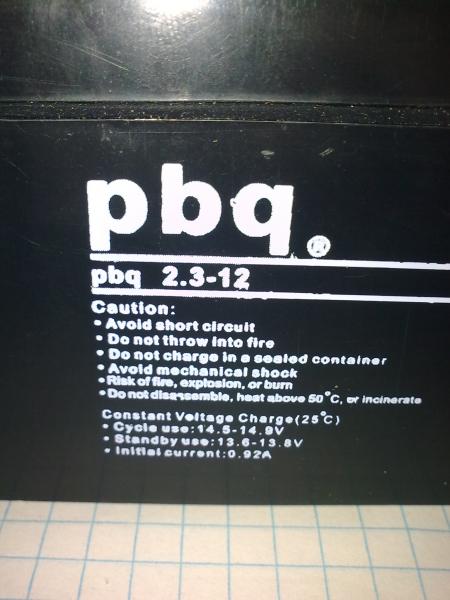 pbq ®
pbq 2.3-12
Caution:
• Avoid short circuit
• Do not throw into fire
• Do not charge in a sealed container
• Avoid mechanical shock
• Risk of fire, explosion, or burn
• Do not disassemble, heat above 50°C, or incinerate
Constant Voltage Charge(25°C)
• Cycle use:14.5-14.9V
• Standby use:13.6-13.8V
• Initial current:0.92A